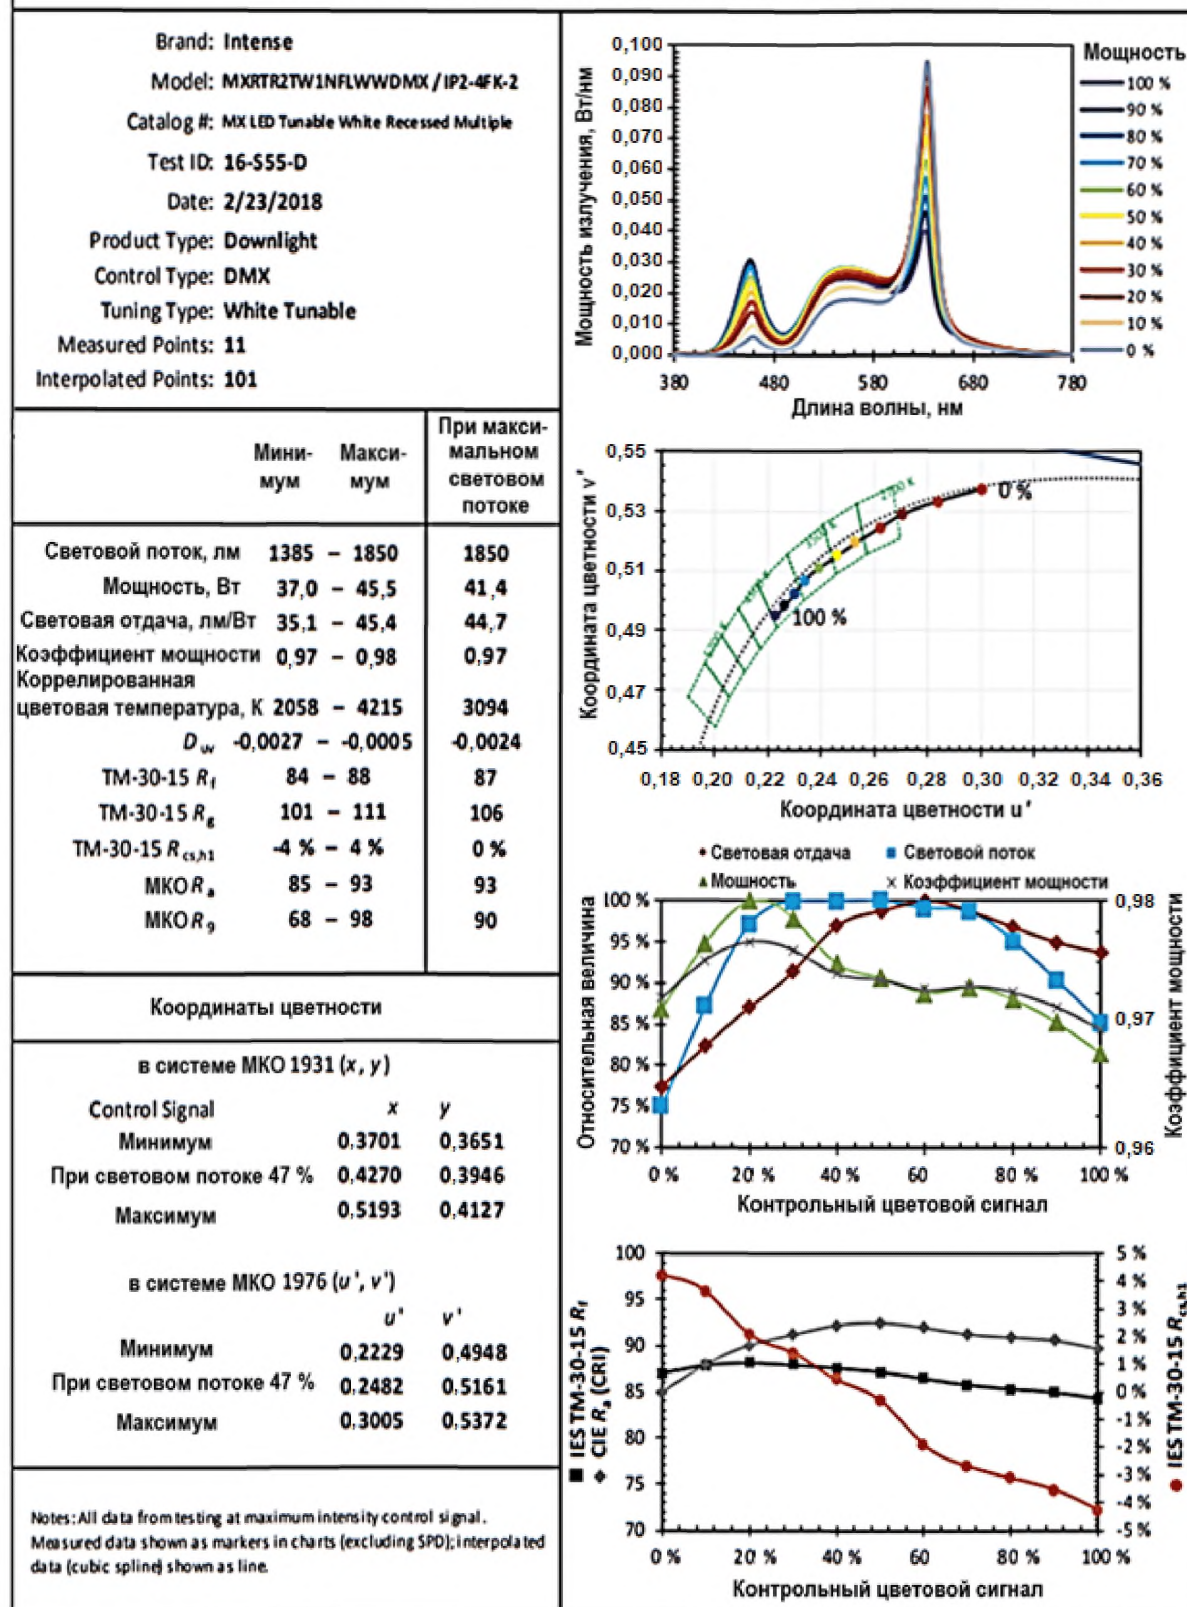 Brand: Intense
Model: MXRTR2TW1NFLWWDMX / IP2-4FK-2
Catalog #: MX LED Tunable White Recessed Multiple
Test ID: 16-S55-D
Date: 2/23/2018
Product Type: Downlight
Control Type: DMX
Tuning Type: White Tunable
Measured Points: 11
Interpolated Points: 101
Мини-
мум
Макси-
мум
При макси-
мальном
световом
потоке
Световой поток, лм 1385 – 1850 1850
Мощность, Вт 37,0 – 45,5 41,4
Световая отдача, лм/Вт 35,1 – 45,4 44,7
Коэффициент мощности 0,97 – 0,98 0,97
Коррелированная
цветовая температура, К 2058 – 4215 3094
D uv -0,0027 – -0,0005 -0,0024
TM-30-15 Rf 84 – 88 87
TM-30-15 Rg 101 – 111 106
TM-30-15 Rcs,h1 -4 % – 4 % 0 %
МКО Ra 85 – 93 93
МКО R9 68 – 98 90
Координаты цветности
в системе МКО 1931 (x, y)
Control Signal x y
Минимум 0,3701 0,3651
При световом потоке 47 % 0,4270 0,3946
Максимум 0,5193 0,4127
в системе МКО 1976 (u', v')
u' v'
Минимум 0,2229 0,4948
При световом потоке 47 % 0,2482 0,5161
Максимум 0,3005 0,5372
Notes: All data from testing at maximum intensity control signal.
Measured data shown as markers in charts (excluding SPD); interpolated
data (cubic spline) shown as line.
Мощность излучения, Вт/нм
0,100
0,090
0,080
0,070
0,060
0,050
0,040
0,030
0,020
0,010
0,000
380 480 580 680 780
Длина волны, нм
Мощность
100 %
90 %
80 %
70 %
60 %
50 %
40 %
30 %
20 %
10 %
0 %
Координата цветности v'
0,55
0,53
0,51
0,49
0,47
0,45
0 %
100 %
0,18 0,20 0,22 0,24 0,26 0,28 0,30 0,32 0,34 0,36
Координата цветности u'
Световая отдача Световой поток
Мошность Коэффициент мощности
Относительная величина
100 %
95 %
90 %
85 %
80 %
75 %
70 %
0,98
0,97
0,96
Коэффициент мощности
0 % 20 % 40 % 60 % 80 % 100 %
Контрольный цветовой сигнал
IES TM-30-15 Rf
CIE Ra (CRI)
100
95
90
85
80
75
70
5 %
4 %
3 %
2 %
1 %
0 %
-1 %
-2 %
-3 %
-4 %
-5 %
IES TM-30-15 Rcs,h1
0 % 20 % 40 % 60 % 80 % 100 %
Контрольный цветовой сигнал